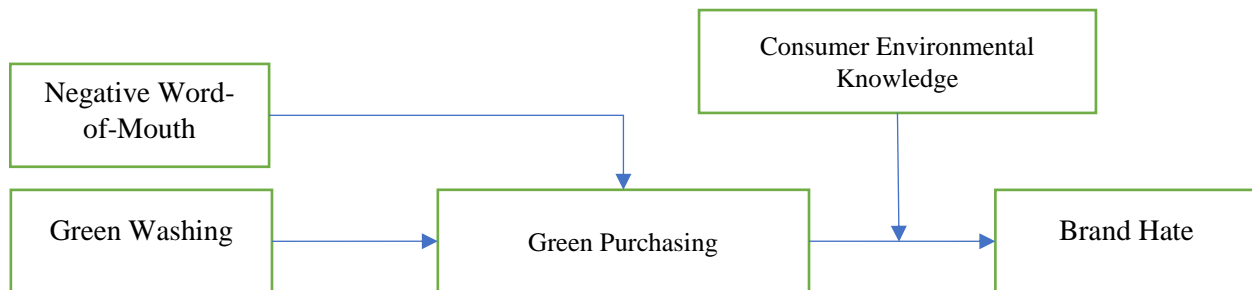 Consumer Environmental
Knowledge
Negative Word-
of-Mouth
Green Washing
Green Purchasing
Brand Hate